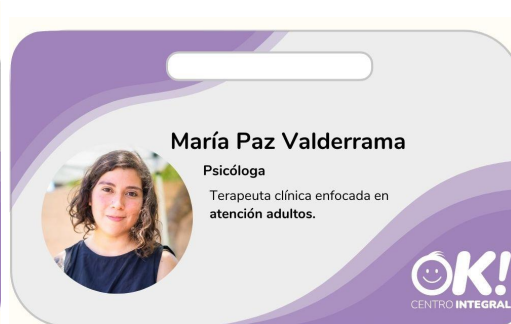 María Paz Valderrama
Psicóloga
Terapeuta clínica enfocada en
atención adultos.
OK!
CENTRO INTEGRAL